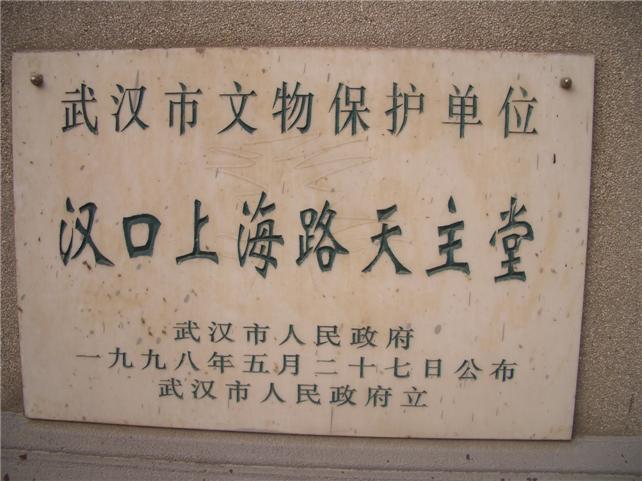 武汉市文物保护单位
汉口上海路天主堂
武汉市人民政府
一九九八年五月二十七日公布
武汉市人民政府立